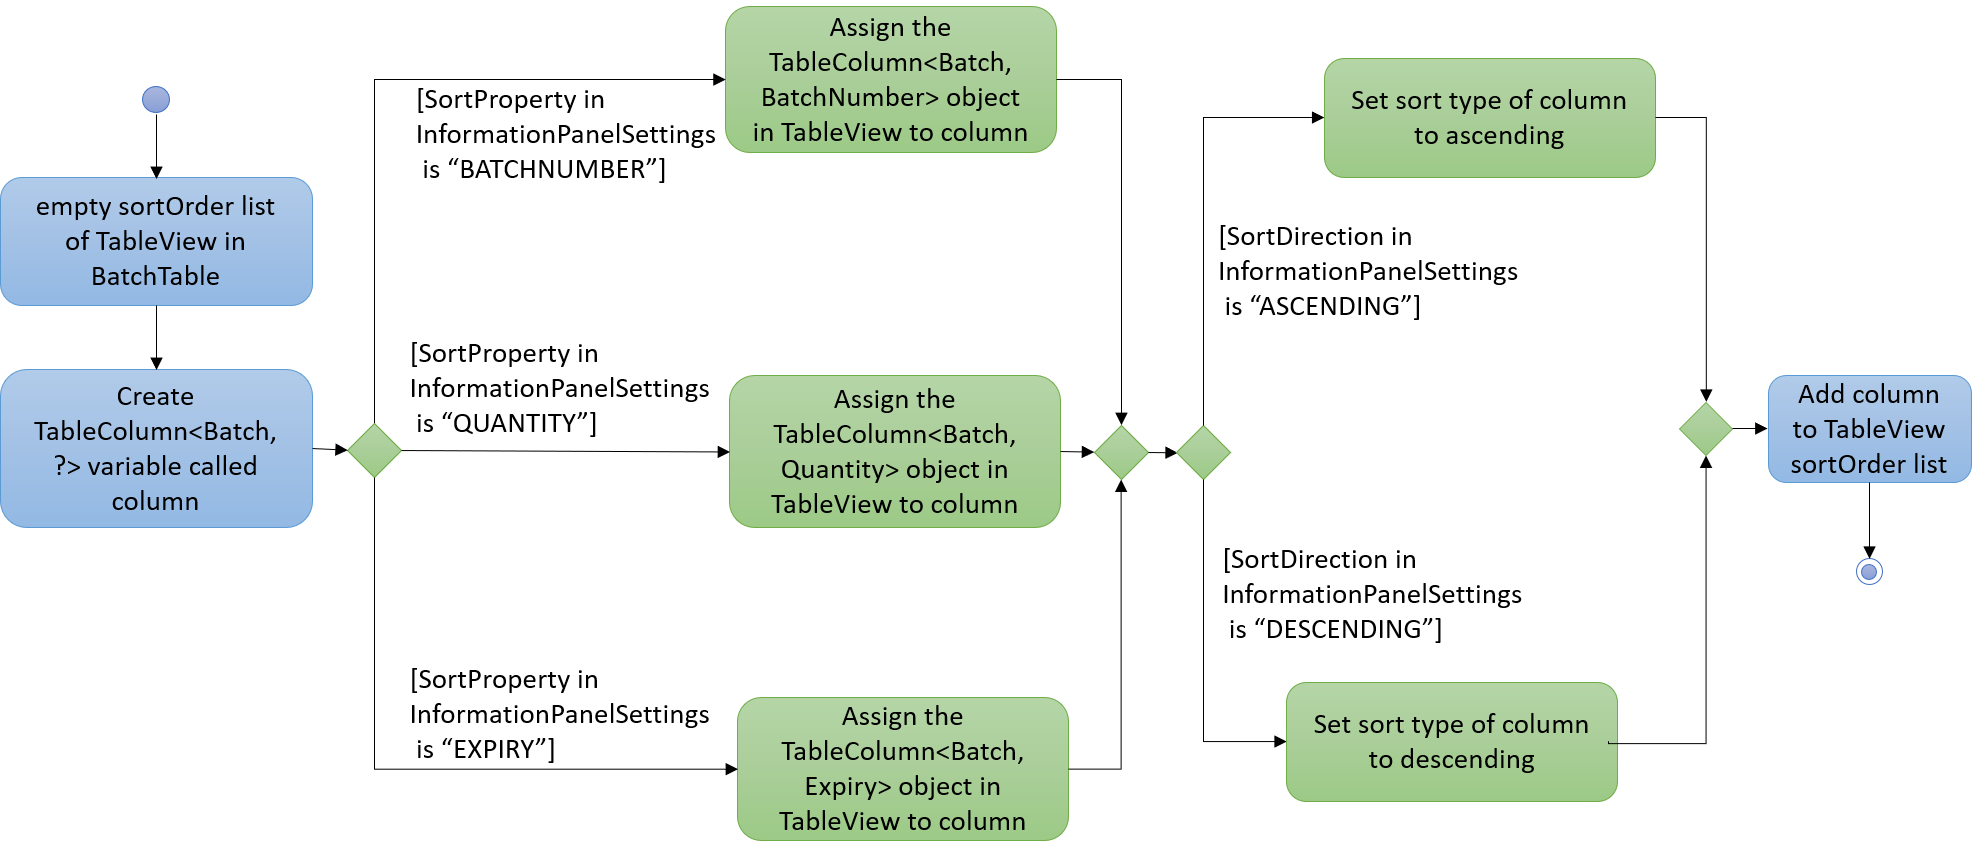 empty sortOrder list
of TableView in
BatchTable
Create
TableColumn<Batch,
?> variable called
column
[SortProperty in
InformationPanelSettings
is “BATCHNUMBER”]
Assign the
TableColumn<Batch,
BatchNumber> object
in TableView to column
[SortProperty in
InformationPanelSettings
is “QUANTITY”]
Assign the
TableColumn<Batch,
Quantity> object in
TableView to column
[SortProperty in
InformationPanelSettings
is “EXPIRY”]
Assign the
TableColumn<Batch,
Expiry> object in
TableView to column
[SortDirection in
InformationPanelSettings
is “ASCENDING”]
Set sort type of column
to ascending
[SortDirection in
InformationPanelSettings
is “DESCENDING”]
Set sort type of column
to descending
Add column
to TableView
sortOrder list